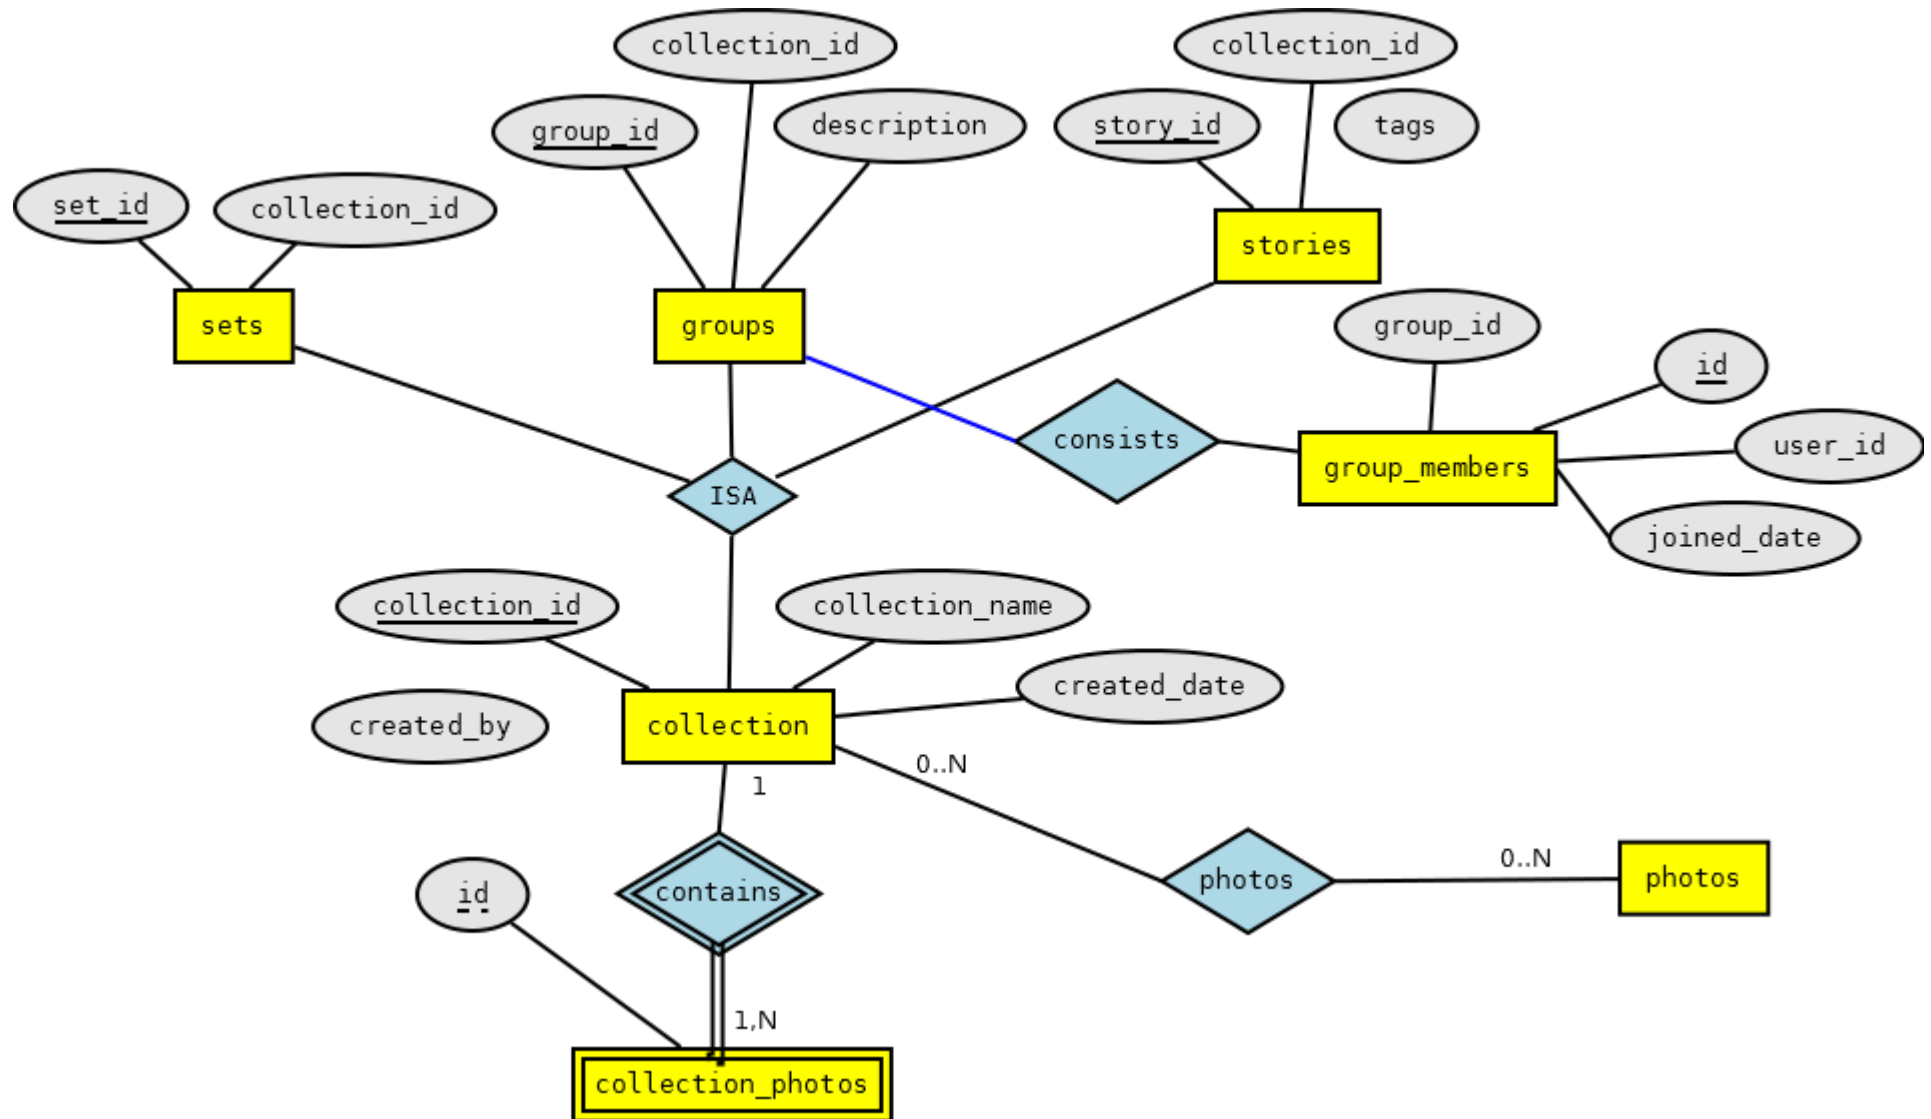 collection_id
collection_id
group_id
description
story_id
tags
set_id
collection_id
stories
sets
groups
group_id
id
consists
user_id
group_members
ISA
joined_date
collection_id
collection_name
created_date
created_by
collection
0..N
1
0..N
photos
photos
id
contains
1,N
collection_photos